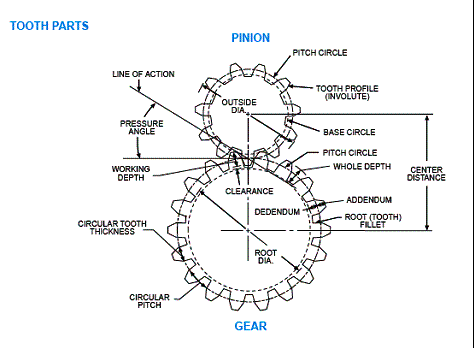 TOOTH PARTS
PINION
PITCH CIRCLE
LINE OF ACTION
TOOTH PROFILE
(INVOLUTE)
OUTSIDE
DIA.
PRESSURE
ANGLE
BASE CIRCLE
PITCH CIRCLE
WHOLE DEPTH
WORKING
DEPTH
CENTER
DISTANCE
CLEARANCE
ADDENDUM
DEDENDUM
ROOT (TOOTH)
FILLET
CIRCULAR TOOTH
THICKNESS
ROOT
DIA.
CIRCULAR
PITCH
GEAR